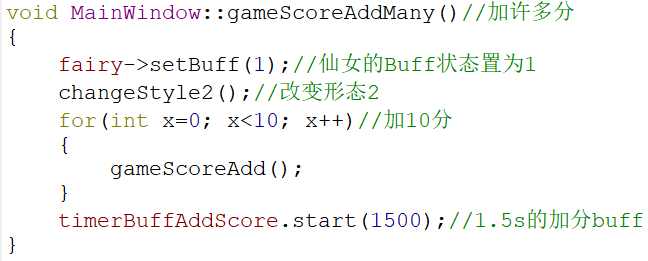 void MainWindow::gameScoreAddMany()//加许多分
{
    fairy->setBuff(1);//仙女的Buff状态置为1
    changeStyle2();//改变形态2
    for(int x=0; x<10; x++)//加10分
    {
        gameScoreAdd();
    }
    timerBuffAddScore.start(1500);//1.5s的加分buff
}